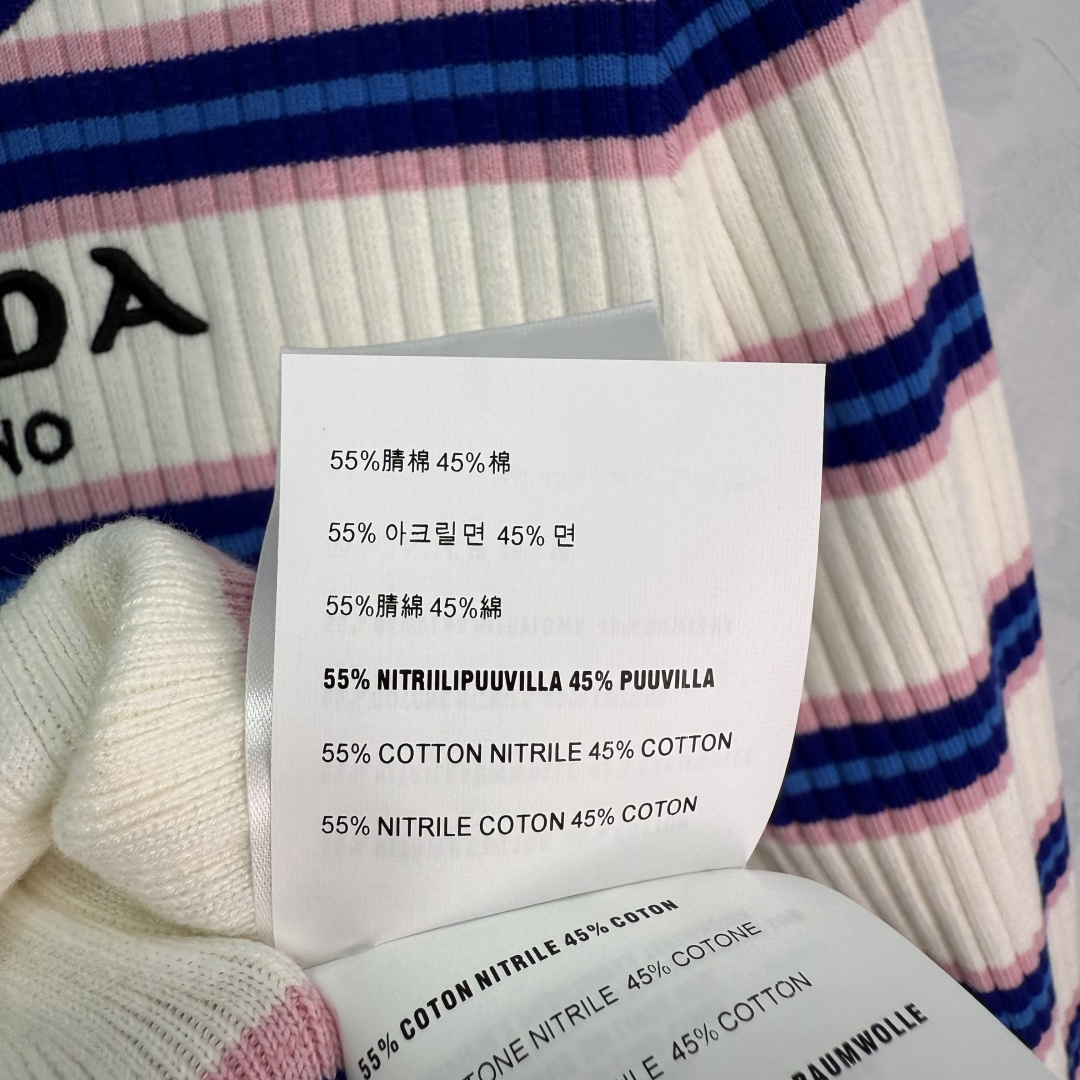 DA
NO
55%腈棉 45%棉
55% 아크릴면 45% 면
55%腈綿 45%綿
55% NITRIILIPUUVILLA 45% PUUVILLA
55% COTTON NITRILE 45% COTTON
55% NITRILE COTON 45% COTON
55% COTON NITRILE 45% COTON
TONE NITRILE 45% COTONE
LE 45% COTTON
BAUMWOLLE